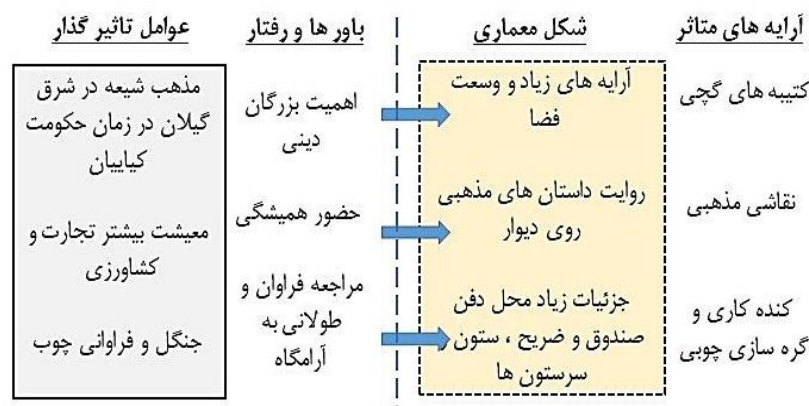 آرایه های متاثر
کتیبه های گچی
نقاشی مذهبی
کنده کاری و
گره سازی چوبی
شکل معماری
آرایه های زیاد و وسعت
فضا
روایت داستان های مذهبی
روی دیوار
جزئیات زیاد محل دفن
صندوق و ضریح ، ستون و
سرستون ها
باور ها و رفتار
اهمیت بزرگان
دینی
حضور همیشگی
مراجعه فراوان و
طولانی به
آرامگاه
عوامل تاثیر گذار
مذهب شیعه در شرق
گیلان در زمان حکومت
کیاییان
معیشت بیشتر تجارت و
کشاورزی
جنگل و فراوانی چوب